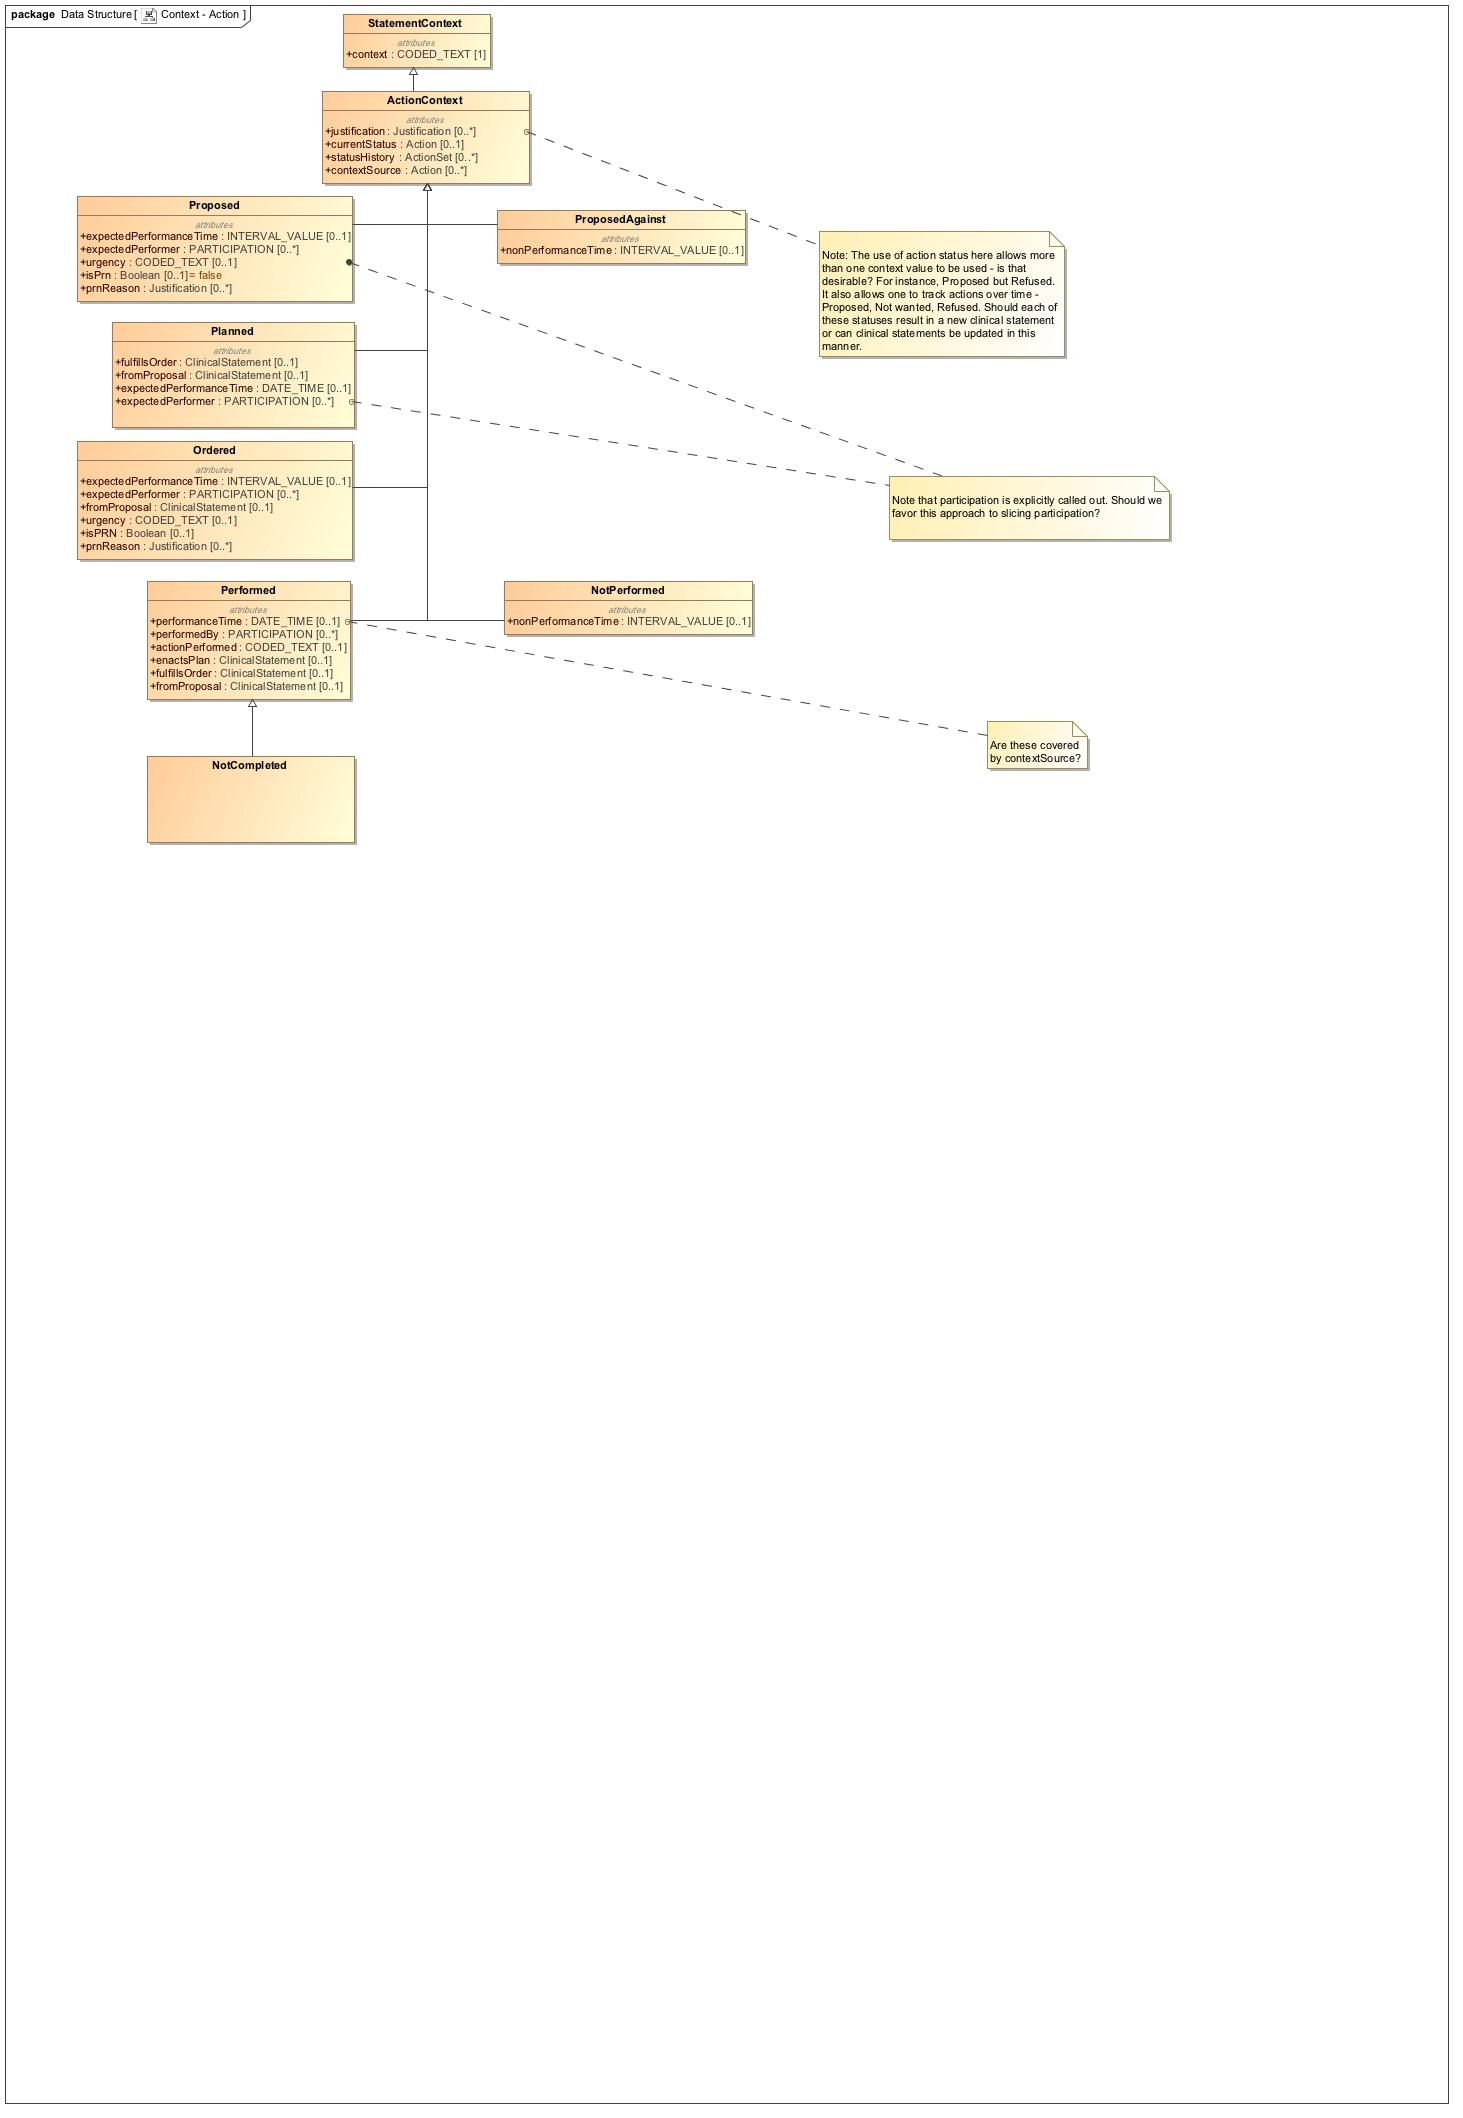 package Data Structure [ Context - Action ]
StatementContext
attributes
+context : CODED_TEXT [1]
ActionContext
attributes
+justification : Justification [0..*]
+currentStatus : Action [0..1]
+statusHistory : ActionSet [0..*]
+contextSource : Action [0..*]
Proposed
attributes
+expectedPerformanceTime : INTERVAL_VALUE [0..1]
+expectedPerformer : PARTICIPATION [0..*]
+urgency : CODED_TEXT [0..1]
+isPrn : Boolean [0..1] = false
+prnReason : Justification [0..*]
ProposedAgainst
attributes
+nonPerformanceTime : INTERVAL_VALUE [0..1]
Note: The use of action status here allows more
than one context value to be used - is that
desirable? For instance, Proposed but Refused.
It also allows one to track actions over time -
Proposed, Not wanted, Refused. Should each of
these statuses result in a new clinical statement
or can clinical statements be updated in this
manner.
Planned
attributes
+fulfillsOrder : ClinicalStatement [0..1]
+fromProposal : ClinicalStatement [0..1]
+expectedPerformanceTime : DATE_TIME [0..1]
+expectedPerformer : PARTICIPATION [0..*]
Ordered
attributes
+expectedPerformanceTime : INTERVAL_VALUE [0..1]
+expectedPerformer : PARTICIPATION [0..*]
+fromProposal : ClinicalStatement [0..1]
+urgency : CODED_TEXT [0..1]
+isPRN : Boolean [0..1]
+prnReason : Justification [0..*]
Note that participation is explicitly called out. Should we
favor this approach to slicing participation?
Performed
attributes
+performanceTime : DATE_TIME [0..1]
+performedBy : PARTICIPATION [0..*]
+actionPerformed : CODED_TEXT [0..1]
+enactsPlan : ClinicalStatement [0..1]
+fulfillsOrder : ClinicalStatement [0..1]
+fromProposal : ClinicalStatement [0..1]
NotPerformed
attributes
+nonPerformanceTime : INTERVAL_VALUE [0..1]
Are these covered
by contextSource?
NotCompleted